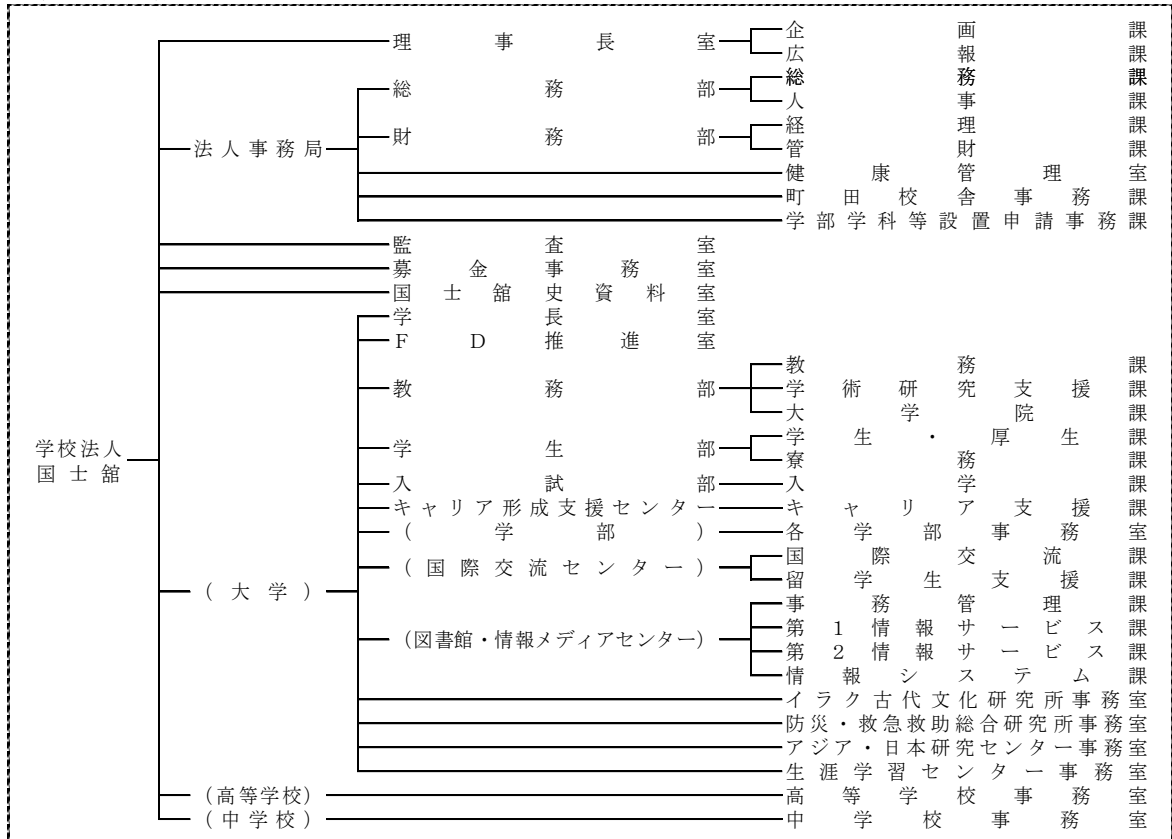 企画課
理事長室
広報課
総務課
総務部
人事課
経理課
財務部
法人事務局
管財課
健康管理室
町田校舎事務課
学部学科等設置申請事務課
監査室
募金事務室
国士舘史資料室
学長室
ＦＤ推進室
教務課
教務部
学術研究支援課
大学院課
学生・厚生課
学校法人
国士舘
学生部
寮務課
入試部
入学課
キャリア形成支援センター
キャリア支援課
（学部）
各学部事務室
国際交流課
（国際交流センター）
留学生支援課
（大学）
事務管理課
第１情報サービス課
（図書館・情報メディアセンター）
第２情報サービス課
情報システム課
イラク古代文化研究所事務室
防災・救急救助総合研究所事務室
アジア・日本研究センター事務室
生涯学習センター事務室
（高等学校）
高等学校事務室
（中学校）
中学校事務室